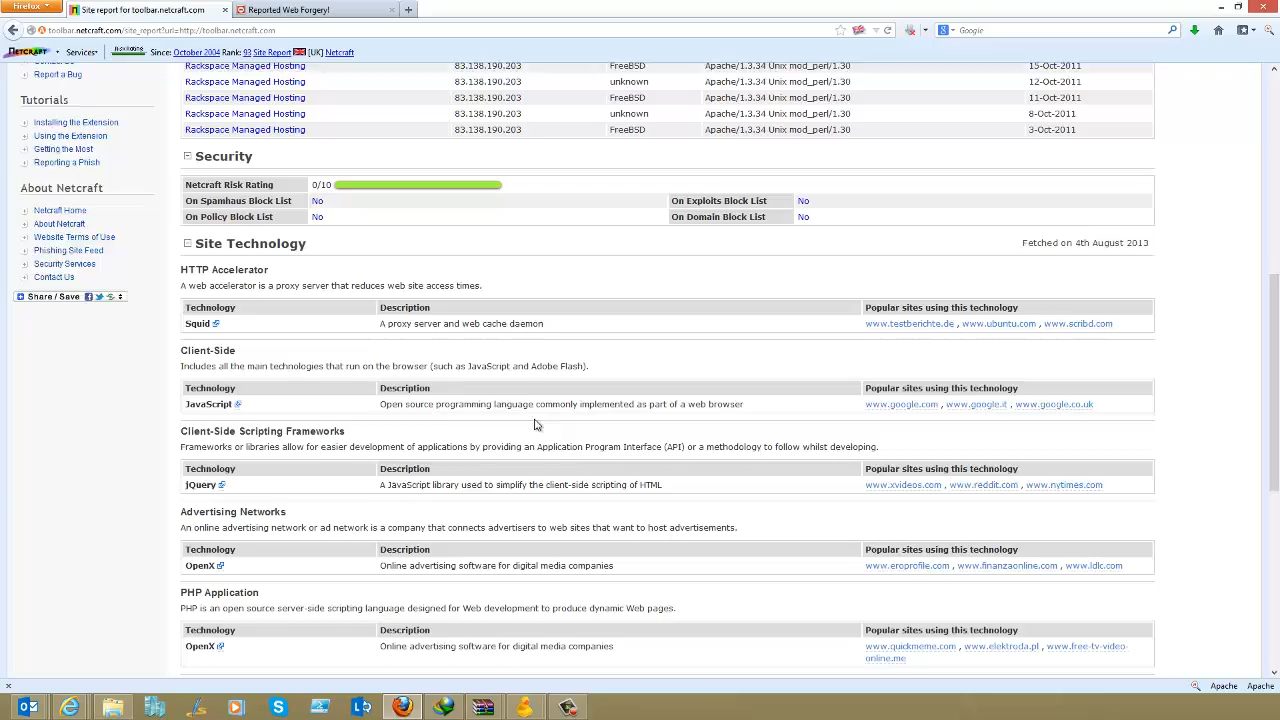 Firefox
Site report for toolbar.netcraft.com
Reported Web Forgery!
toolbar.netcraft.com/site_report?url=http://toolbar.netcraft.com
Google
NETCRAFT Services Since: October 2004 Rank: 93 Site Report [UK] Netcraft
Report a Bug
Tutorials
Installing the Extension
Using the Extension
Getting the Most
Reporting a Phish
About Netcraft
Netcraft Home
About Netcraft
Website Terms of Use
Phishing Site Feed
Security Services
Contact Us
Share / Save
Rackspace Managed Hosting 83.138.190.203 FreeBSD Apache/1.3.34 Unix mod_perl/1.30 15-Oct-2011
Rackspace Managed Hosting 83.138.190.203 unknown Apache/1.3.34 Unix mod_perl/1.30 12-Oct-2011
Rackspace Managed Hosting 83.138.190.203 FreeBSD Apache/1.3.34 Unix mod_perl/1.30 11-Oct-2011
Rackspace Managed Hosting 83.138.190.203 unknown Apache/1.3.34 Unix mod_perl/1.30 8-Oct-2011
Rackspace Managed Hosting 83.138.190.203 FreeBSD Apache/1.3.34 Unix mod_perl/1.30 3-Oct-2011
Security
Netcraft Risk Rating 0/10
On Spamhaus Block List No On Exploits Block List No
On Policy Block List No On Domain Block List No
Site Technology Fetched on 4th August 2013
HTTP Accelerator
A web accelerator is a proxy server that reduces web site access times.
Technology Description Popular sites using this technology
Squid A proxy server and web cache daemon www.testberichte.de , www.ubuntu.com , www.scribd.com
Client-Side
Includes all the main technologies that run on the browser (such as JavaScript and Adobe Flash).
Technology Description Popular sites using this technology
JavaScript Open source programming language commonly implemented as part of a web browser www.google.com , www.google.it , www.google.co.uk
Client-Side Scripting Frameworks
Frameworks or libraries allow for easier development of applications by providing an Application Program Interface (API) or a methodology to follow whilst developing.
Technology Description Popular sites using this technology
jQuery A JavaScript library used to simplify the client-side scripting of HTML www.xvideos.com , www.reddit.com , www.nytimes.com
Advertising Networks
An online advertising network or ad network is a company that connects advertisers to web sites that want to host advertisements.
Technology Description Popular sites using this technology
OpenX Online advertising software for digital media companies www.eroprofile.com , www.finanzaonline.com , www.ldlc.com
PHP Application
PHP is an open source server-side scripting language designed for Web development to produce dynamic Web pages.
Technology Description Popular sites using this technology
OpenX Online advertising software for digital media companies www.quickmeme.com , www.elektroda.pl , www.free-tv-video-
online.me
Apache Apache